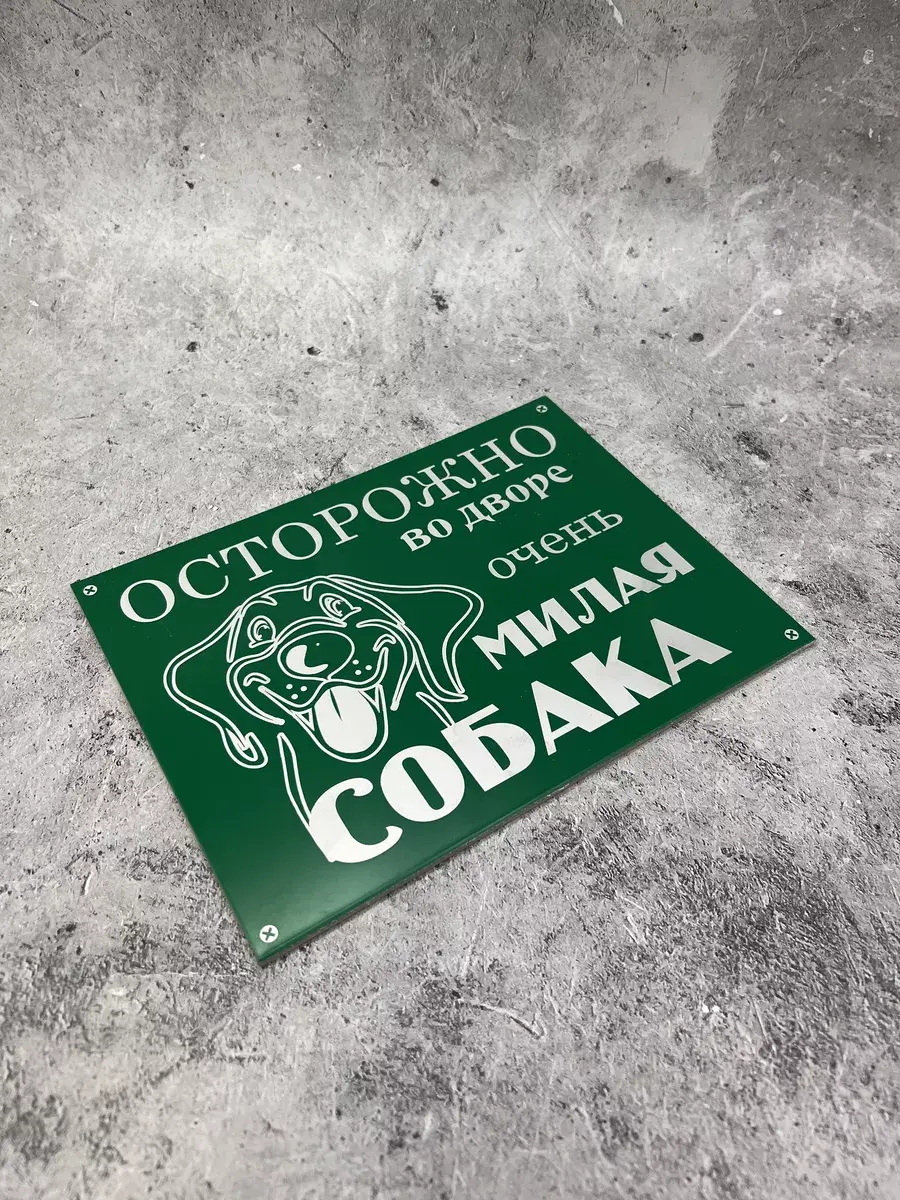 ОСТОРОЖНО
во дворе
очень
МИЛАЯ
СОБАКА